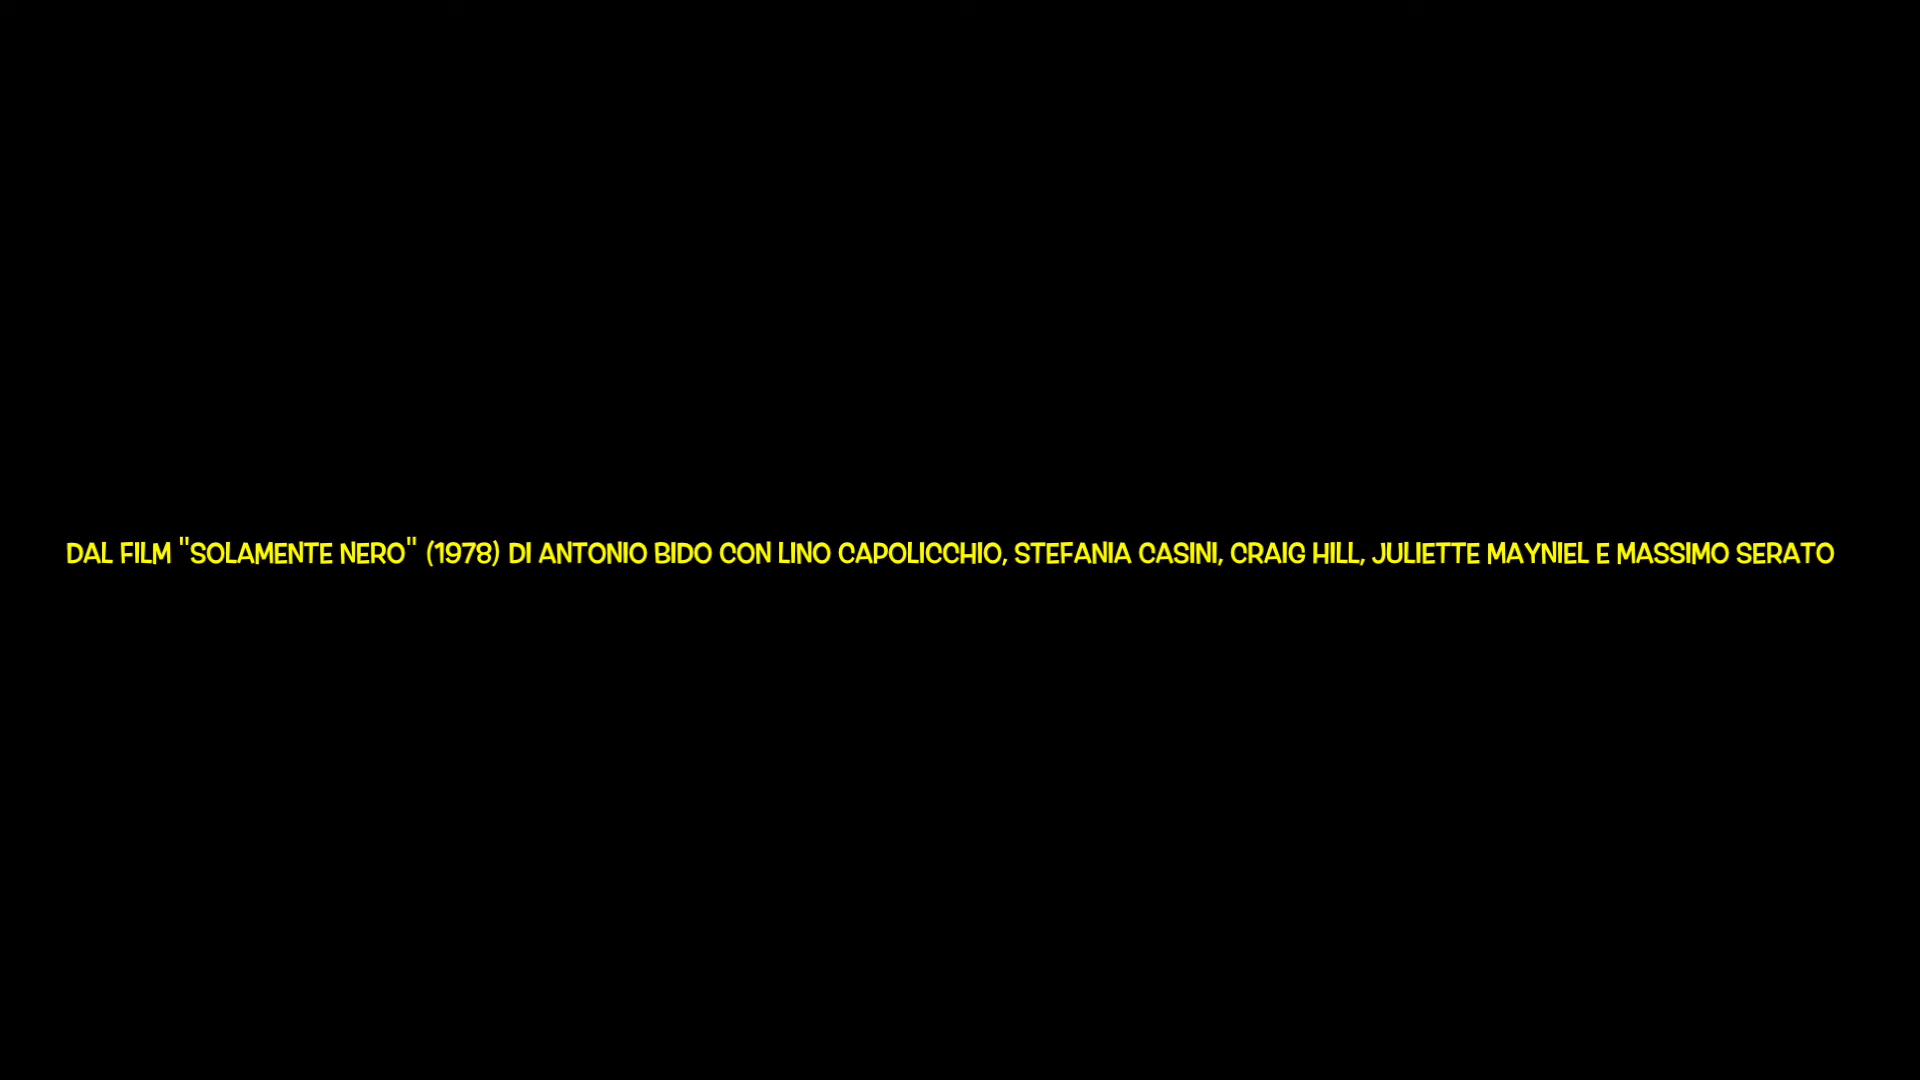 DAL FILM "SOLAMENTE NERO" (1978) DI ANTONIO BIDO CON LINO CAPOLICCHIO, STEFANIA CASINI, CRAIG HILL, JULIETTE MAYNIEL E MASSIMO SERATO